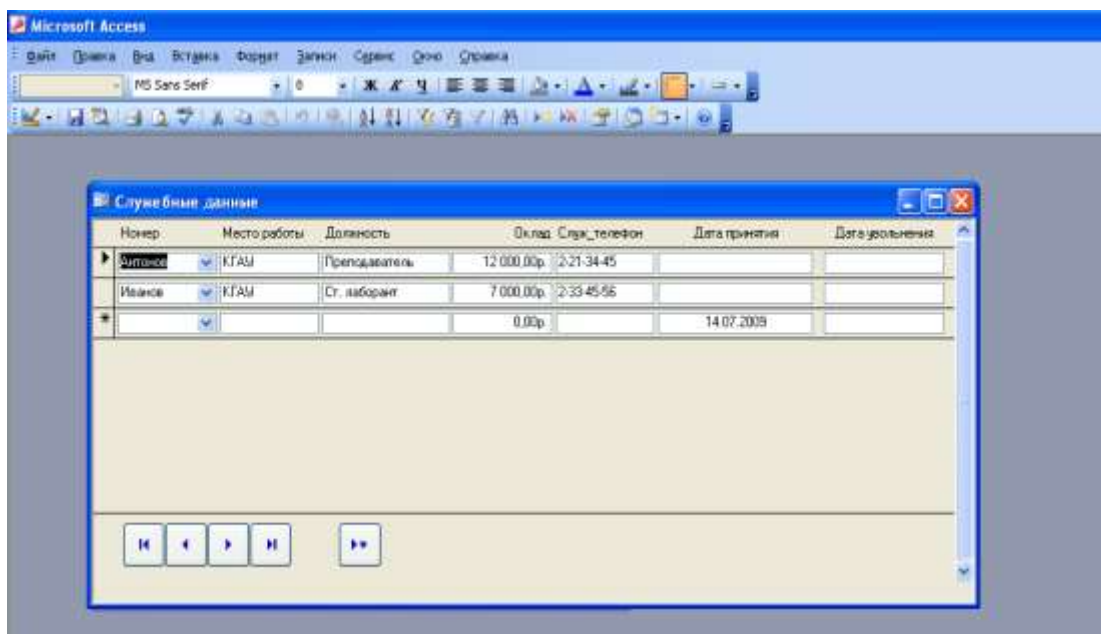 Microsoft Access
Файл Правка Вид Вставка Формат Записи Сервис Окно Справка
MS Sans Serif 8 Ж К Ч
Служебные данные
Номер Место работы Должность Оклад Служ_телефон Дата принятия Дата увольнения
Антонов КГАУ Преподаватель 12 000,00р. 2-21-34-45
Иванов КГАУ Ст. лаборант 7 000,00р. 2-33-45-56
0,00р. 14.07.2009